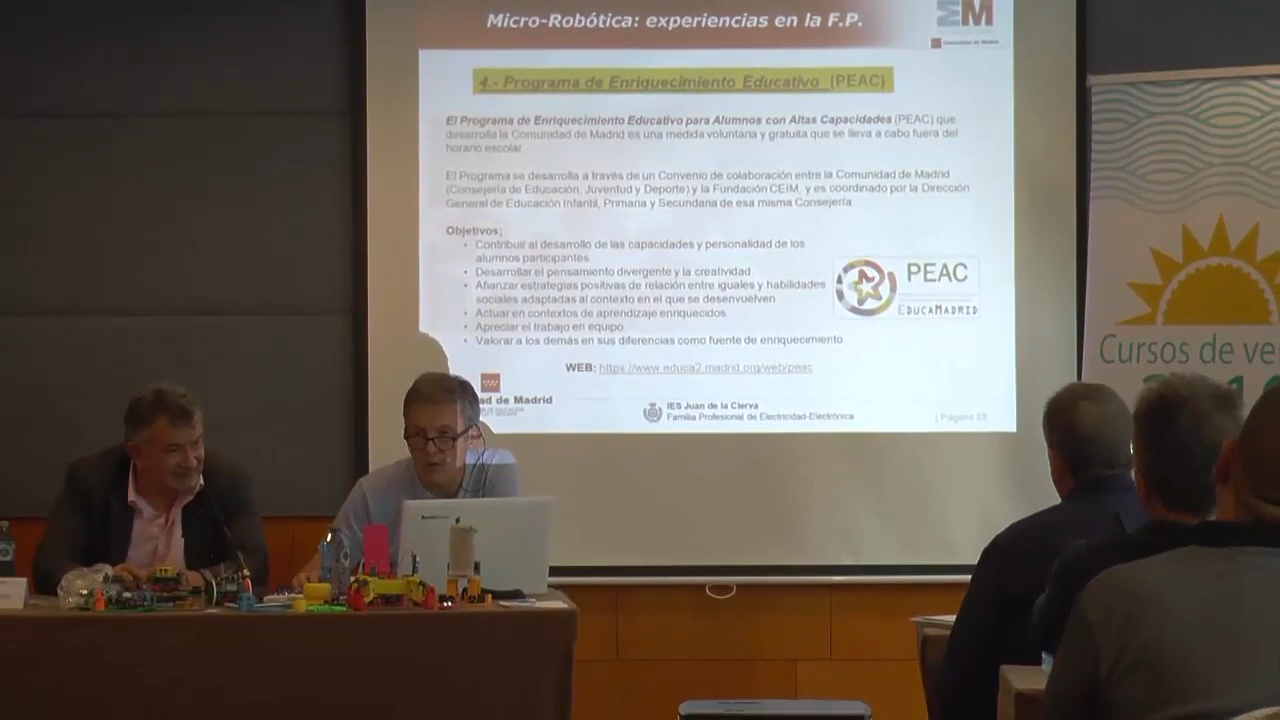 Micro-Robótica: experiencias en la F.P.
Comunidad de Madrid
4.- Programa de Enriquecimiento Educativo (PEAC)
El Programa de Enriquecimiento Educativo para Alumnos con Altas Capacidades (PEAC) que
desarrolla la Comunidad de Madrid es una medida voluntaria y gratuita que se lleva a cabo fuera del
horario escolar
El Programa se desarrolla a través de un Convenio de colaboración entre la Comunidad de Madrid
(Consejería de Educación, Juventud y Deporte) y la Fundación CEIM, y es coordinado por la Dirección
General de Educación Infantil, Primaria y Secundaria de esa misma Consejería
Objetivos:
• Contribuir al desarrollo de las capacidades y personalidad de los
alumnos participantes
• Desarrollar el pensamiento divergente y la creatividad
• Afianzar estrategias positivas de relación entre iguales y habilidades
sociales adaptadas al contexto en el que se desenvuelven
• Actuar en contextos de aprendizaje enriquecidos
• Apreciar el trabajo en equipo
• Valorar a los demás en sus diferencias como fuente de enriquecimiento
PEAC
EDUCAMADRID
WEB: https://www.educa2.madrid.org/web/peac
ad de Madrid
IES Juan de la Cierva
Familia Profesional de Electricidad-Electrónica
| Página 25
Cursos de ve